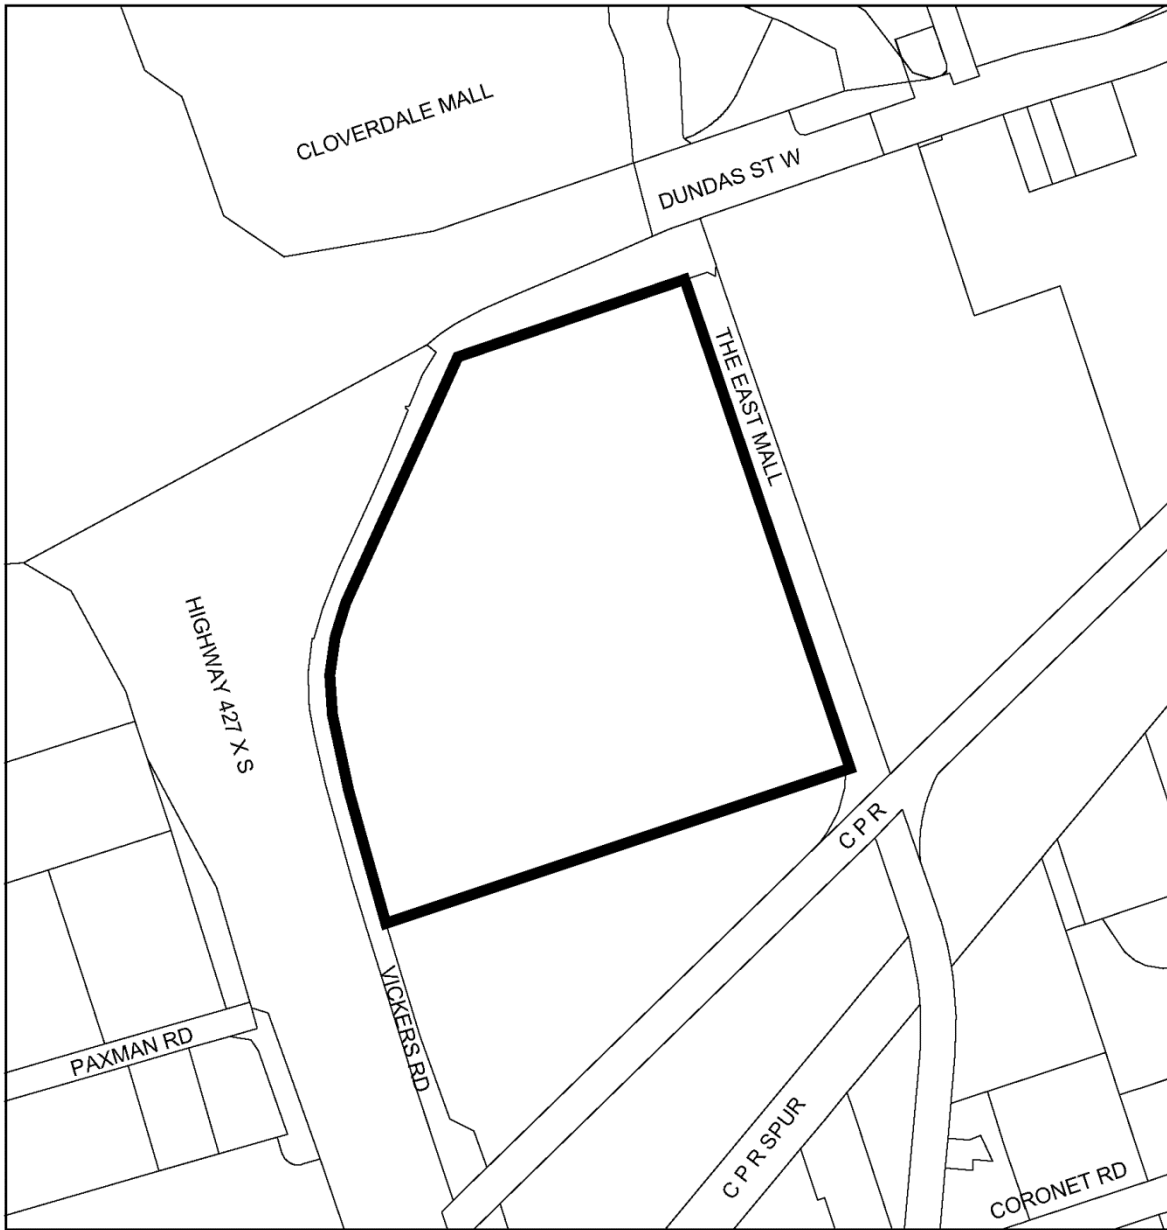 CLOVERDALE MALL
DUNDAS ST W
THE EAST MALL
HIGHWAY 427 X S
C P R
VICKERS RD
PAXMAN RD
C P R SPUR
CORONET RD